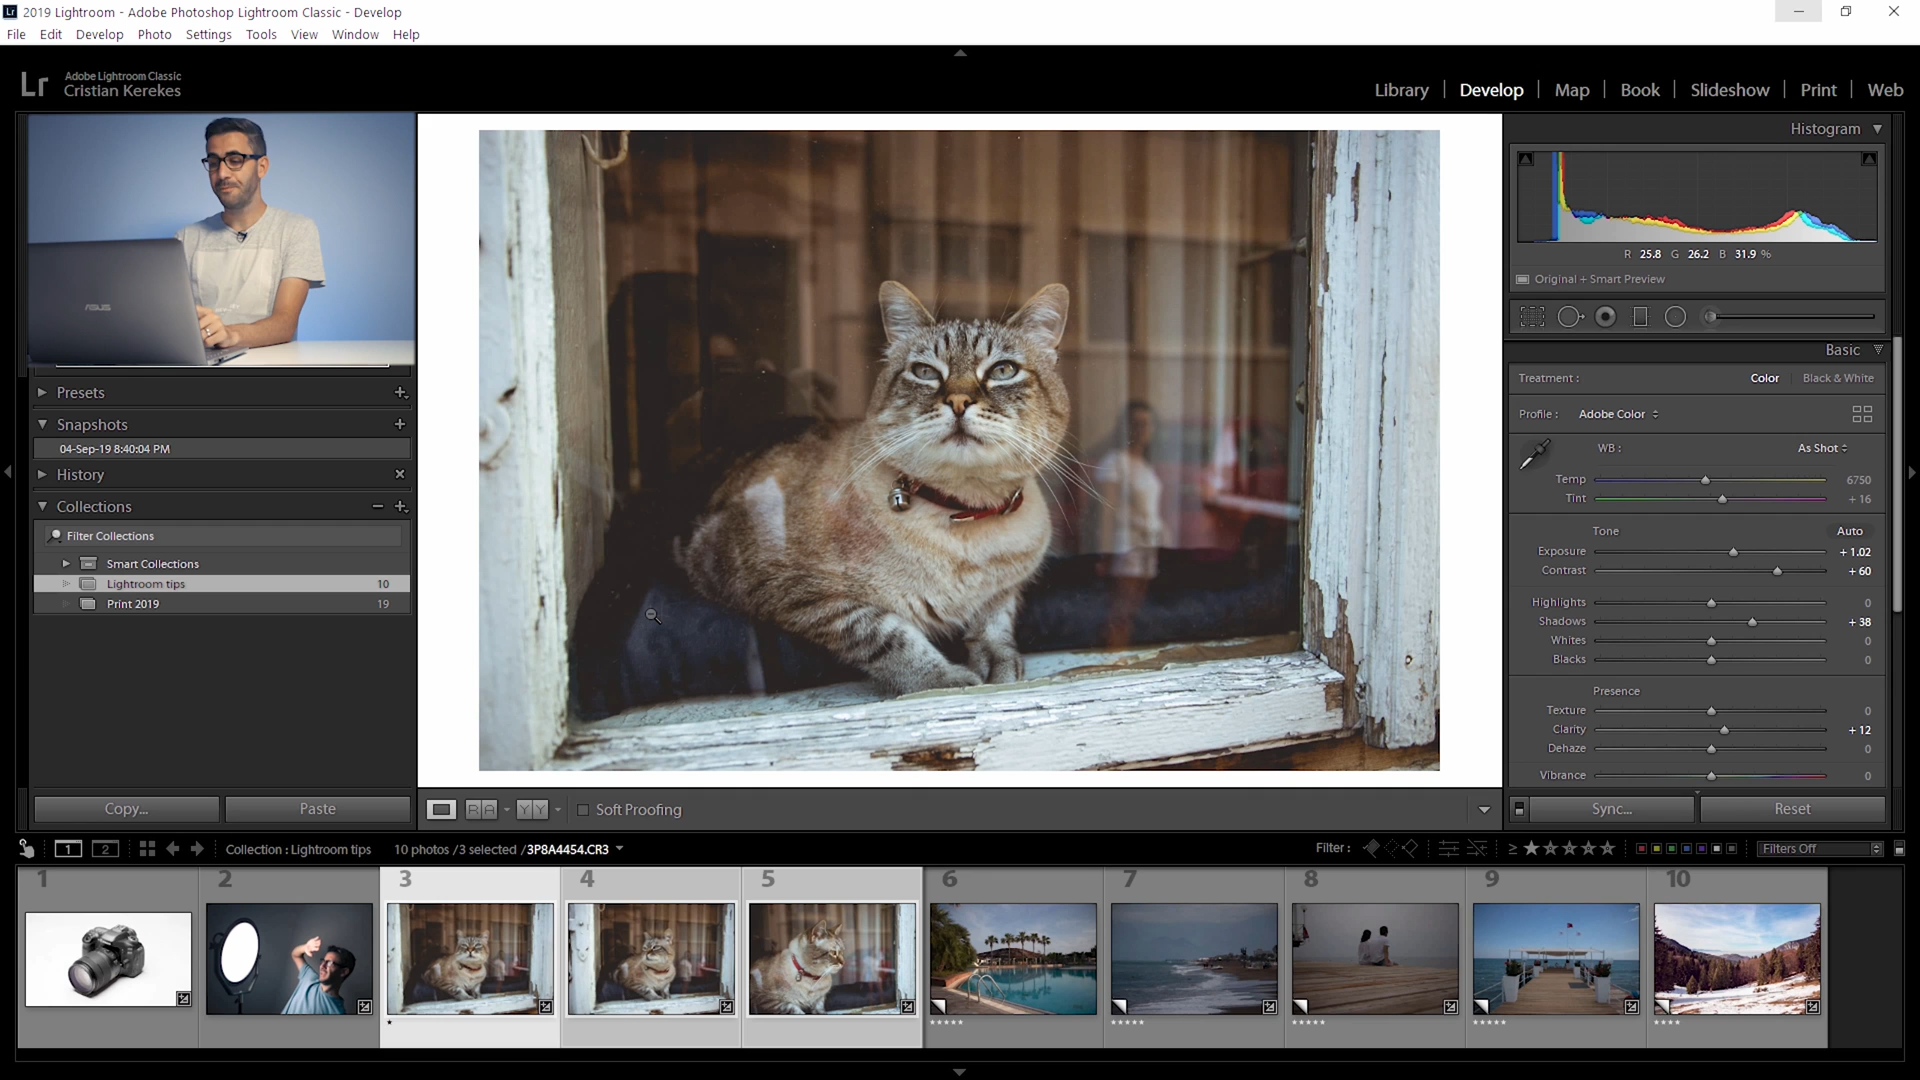 Lr 2019 Lightroom - Adobe Photoshop Lightroom Classic - Develop
File Edit Develop Photo Settings Tools View Window Help
Lr Adobe Lightroom Classic
Cristian Kerekes
Library | Develop | Map | Book | Slideshow | Print | Web
ASUS
Presets
Snapshots
04-Sep-19 8:40:04 PM
History
Collections
Filter Collections
Smart Collections
Lightroom tips 10
Print 2019 19
Copy... Paste
Histogram
R 25.8 G 26.2 B 31.9 %
Original + Smart Preview
Basic
Treatment : Color Black & White
Profile : Adobe Color
WB : As Shot
Temp 6750
Tint + 16
Tone Auto
Exposure + 1.02
Contrast + 60
Highlights 0
Shadows + 38
Whites 0
Blacks 0
Presence
Texture 0
Clarity + 12
Dehaze 0
Vibrance 0
R A Y Y Soft Proofing
Sync... Reset
1 2 Collection : Lightroom tips 10 photos / 3 selected / 3P8A4454.CR3 Filter : ≥ Filters Off
1 2 3 4 5 6 7 8 9 10